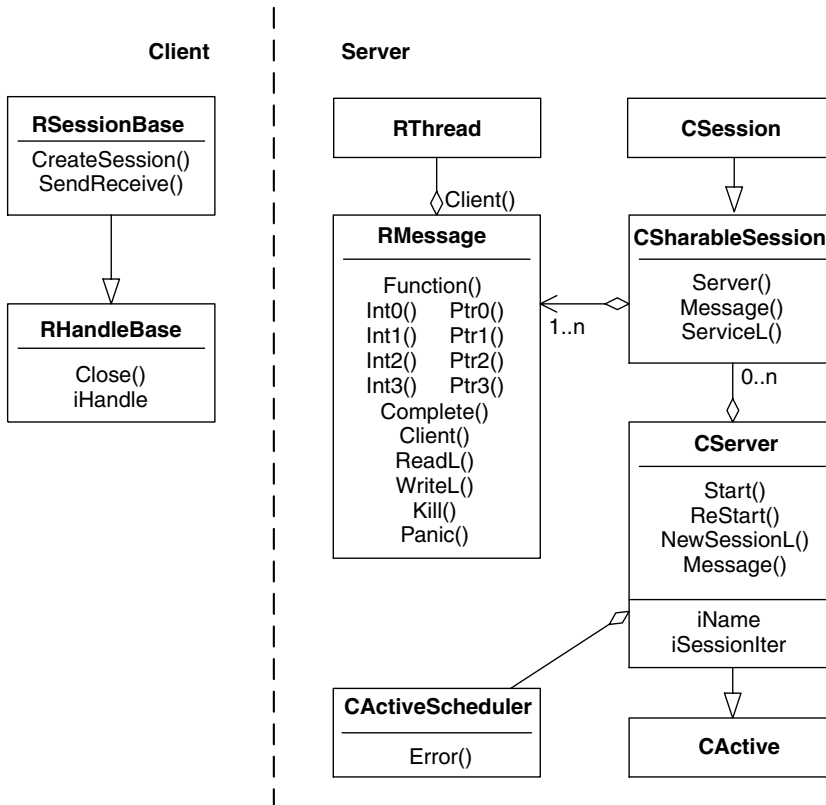 Client
Server
RSessionBase
CreateSession()
SendReceive()
RHandleBase
Close()
iHandle
RThread
Client()
RMessage
Function()
Int0() Ptr0()
Int1() Ptr1()
Int2() Ptr2()
Int3() Ptr3()
Complete()
Client()
ReadL()
WriteL()
Kill()
Panic()
1..n
CSession
CSharableSession
Server()
Message()
ServiceL()
0..n
CServer
Start()
ReStart()
NewSessionL()
Message()
iName
iSessionIter
CActiveScheduler
Error()
CActive